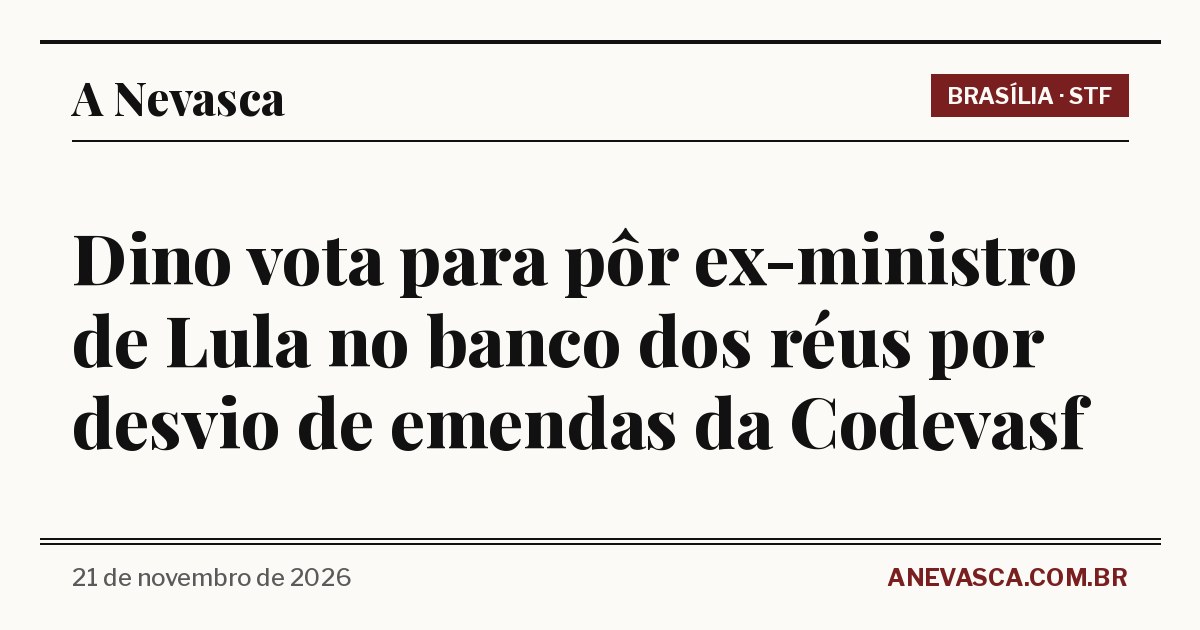 A Nevasca
BRASÍLIA · STF
Dino vota para pôr ex-ministro
de Lula no banco dos réus por
desvio de emendas da Codevasf
21 de novembro de 2026
ANEVASCA.COM.BR